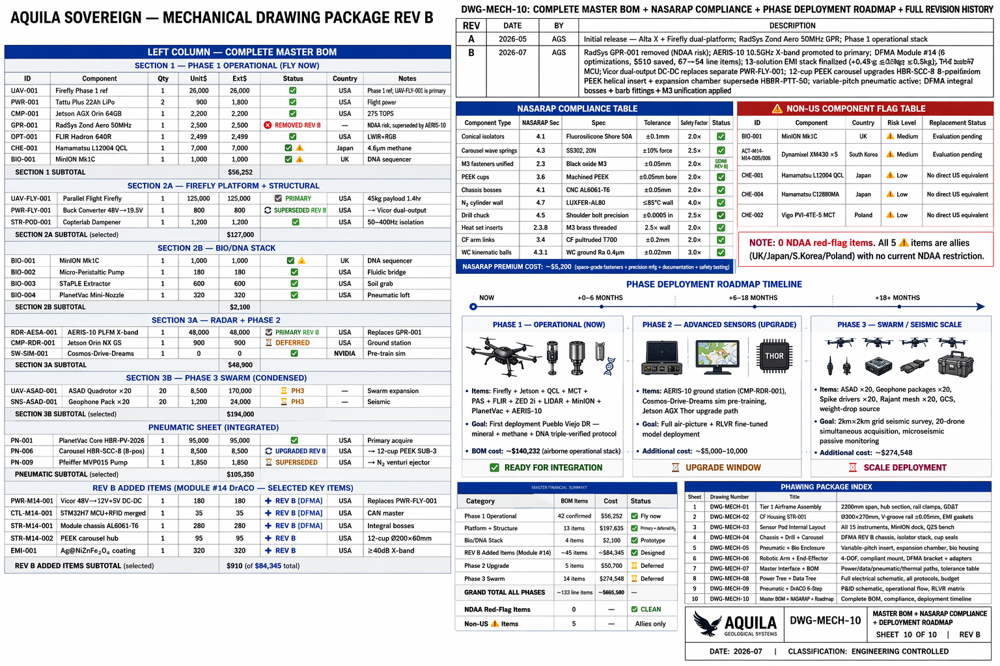 AQUILA SOVEREIGN — MECHANICAL DRAWING PACKAGE REV B
LEFT COLUMN — COMPLETE MASTER BOM
SECTION 1 — PHASE 1 OPERATIONAL (FLY NOW)
ID Component Qty Unit$ Ext$ Status Country Notes
UAV-001 Firefly Phase 1 ref 1 26,000 26,000 ✅ USA Phase 1 ref; UAV-FLY-001 is primary
PWR-001 Tattu Plus 22Ah LiPo 2 900 1,800 ✅ USA Flight power
CMP-001 Jetson AGX Orin 64GB 1 2,200 2,200 ✅ USA 275 TOPS
GPR-001 RadSys Zond Aero 50MHz 1 2,500 2,500 ❌ REMOVED REV B — NDAA risk; superseded by AERIS-10
OPT-001 FLIR Hadron 640R 1 2,499 2,499 ✅ USA LWIR+RGB
CHE-001 Hamamatsu L12004 QCL 1 7,000 7,000 ✅ ⚠ Japan 4.6μm methane
BIO-001 MinION Mk1C 1 1,000 1,000 ✅ ⚠ UK DNA sequencer
SECTION 1 SUBTOTAL $56,252
SECTION 2A — FIREFLY PLATFORM + STRUCTURAL
UAV-FLY-001 Parallel Flight Firefly 1 125,000 125,000 ✅ PRIMARY USA 45kg payload 1.4hr
PWR-FLY-001 Buck Converter 48V→19.5V 1 800 800 SUPERSEDED REV B USA → Vicor dual-output
STR-POD-001 Copterlab Dampener 1 1,200 1,200 ✅ USA 50–400Hz isolation
SECTION 2A SUBTOTAL (selected) $127,000
SECTION 2B — BIO/DNA STACK
BIO-001 MinION Mk1C 1 1,000 1,000 ✅ ⚠ UK DNA sequencer
BIO-002 Micro-Peristaltic Pump 1 180 180 ✅ USA Fluidic bridge
BIO-003 STaPLE Extractor 1 600 600 ✅ USA Soil grab
BIO-004 PlanetVac Mini-Nozzle 1 320 320 ✅ USA Pneumatic loft
SECTION 2B SUBTOTAL $2,100
SECTION 3A — RADAR + PHASE 2
RDR-AESA-001 AERIS-10 PLFM X-band 1 48,000 48,000 PRIMARY REV B USA Replaces GPR-001
CMP-RDR-001 Jetson Orin NX GS 1 900 900 ⏳ DEFERRED USA Ground station
SW-SIM-001 Cosmos-Drive-Dreams 1 0 0 ✅ NVIDIA Pre-train sim
SECTION 3A SUBTOTAL $48,900
SECTION 3B — PHASE 3 SWARM (CONDENSED)
UAV-ASAD-001 ASAD Quadrotor ×20 20 8,500 170,000 ⏳ PH3 — Swarm expansion
SNS-ASAD-001 Geophone Pack ×20 20 1,200 24,000 ⏳ PH3 — Seismic
SECTION 3B SUBTOTAL (selected) $194,000
PNEUMATIC SHEET (INTEGRATED)
PN-001 PlanetVac Core HBR-PV-2026 1 95,000 95,000 ✅ USA Primary acquire
PN-006 Carousel HBR-SCC-8 (8-pos) 1 8,500 8,500 UPGRADED REV B USA → 12-cup PEEK SUB-3
PN-009 Pfeiffer MVP015 Pump 1 1,850 1,850 ⏳ SUPERSEDED USA → N₂ venturi ejector
PNEUMATIC SUBTOTAL (selected) $105,350
REV B ADDED ITEMS (MODULE #14 DrACO — SELECTED KEY ITEMS)
PWR-M14-001 Vicor 48V→12V+5V DC-DC 1 180 180 + REV B [DFMA] USA Replaces PWR-FLY-001
CTL-M14-001 STM32H7 MCU+RFID merged 1 35 35 + REV B [DFMA] USA CAN master
STR-M14-001 Module chassis AL6061-T6 1 280 280 + REV B [DFMA] USA Integral bosses
STR-M14-002 PEEK carousel hub 1 95 95 + REV B USA 12-cup Ø200×60mm
EMI-001 Ag@NiZnFe₂O₄ coating 1 320 320 + REV B USA ≥40dB X-band
REV B ADDED ITEMS SUBTOTAL (selected) $910 (of $84,345 total)
DWG-MECH-10: COMPLETE MASTER BOM + NASARAP COMPLIANCE + PHASE DEPLOYMENT ROADMAP + FULL REVISION HISTORY
REV DATE BY DESCRIPTION
A 2026-05 AGS Initial release — Alta X + Firefly dual-platform; RadSys Zond Aero 50MHz GPR; Phase 1 operational stack
B 2026-07 AGS RadSys GPR-001 removed (NDAA risk); AERIS-10 10.5GHz X-band promoted to primary; DFMA Module #14 (6
optimizations, $510 saved, 67→54 line items); 13-solution EMI stack finalized
MCU; Vicor dual-output DC-DC replaces separate PWR-FLY-001; 12-cup PEEK carousel upgrades HBR-SCC-8
PEEK helical insert + expansion chamber supersede HBBR-PTT-50; variable-pitch pneumatic active; DFMA integral
bosses + barb fittings + M3 unification applied
NASARAP COMPLIANCE TABLE
Component Type NASARAP Sec Spec Tolerance Safety Factor Status
Conical isolators 4.1 Fluorosilicone Shore 50A ±0.1mm 2.0× ✅
Carousel wave springs 4.3 SS302, 20N ±10% force 2.5× ✅
M3 fasteners unified 2.3 Black oxide M3 ±0.05mm 2.0× REV B]
PEEK cups 3.6 Machined PEEK ±0.05mm bore 2.0× ✅
Chassis bosses 4.1 CNC AL6061-T6 ±0.05mm 2.0× ✅
N₂ cylinder wall 4.7 LUXFER-AL80 ≤85°C wall 4.0× ✅
Drill chuck 4.5 Shoulder bolt precision ±0.0005 in 2.5× ✅
Heat set inserts 2.3.8 M3 brass threaded 2.5× wall 2.0× ✅
CF arm links 3.4 CF pultruded T700 ±0.2mm 2.0× ✅
WC kinematic balls 4.3.1 WC ground Ra 0.4μm ±0.02mm 3.0× ✅
NASARAP PREMIUM COST: ~$5,200 (space-grade fasteners + precision mfg + documentation + safety testing)
⚠ NON-US COMPONENT FLAG TABLE
ID Component Country Risk Level Replacement Status
BIO-001 MinION Mk1C UK ⚠ Medium Evaluation pending
ACT-M14-
005/006 Dynamixel XM430 ×5 South Korea ⚠ Medium Evaluation pending
CHE-001 Hamamatsu L12004 QCL Japan ⚠ Low No direct US equivalent
CHE-004 Hamamatsu C12880MA Japan ⚠ Low No direct US equivalent
CHE-002 Vigo PVI-4TE-5 MCT Poland ⚠ Low No direct US equivalent
NOTE: 0 NDAA red-flag items. All 5 ⚠ items are allies
(UK/Japan/S.Korea/Poland) with no current NDAA restriction.
PHASE DEPLOYMENT ROADMAP TIMELINE
NOW +0–6 MONTHS +6–18 MONTHS +18+ MONTHS
PHASE 1 — OPERATIONAL (NOW)
• Items: Firefly + Jetson + QCL + MCT +
PAS + FLIR + ZED 2i + LIDAR + MinION +
PlanetVac + AERIS-10
• Goal: First deployment Pueblo Viejo DR —
mineral + methane + DNA triple-verified protocol
• BOM cost: ~$140,232 (airborne operational stack)
✅ READY FOR INTEGRATION
PHASE 2 — ADVANCED SENSORS (UPGRADE)
THOR
• Items: AERIS-10 ground station (CMP-RDR-001),
Cosmos-Drive-Dreams sim pre-training,
Jetson AGX Thor upgrade path
• Goal: Full air-picture + RLVR fine-tuned
model deployment
• Additional cost: ~$5,000–10,000
⏳ UPGRADE WINDOW
PHASE 3 — SWARM / SEISMIC SCALE
• Items: ASAD ×20, Geophone packages ×20,
Spike drivers ×20, Rajant mesh ×20, GCS,
weight-drop source
• Goal: 2km×2km grid seismic survey, 20-drone
simultaneous acquisition, microseismic
passive monitoring
• Additional cost: ~$274,548
⏳ SCALE DEPLOYMENT
MASTER FINANCIAL SUMMARY
Category BOM Items Cost Status
Phase 1 Operational 42 confirmed $56,252 ✅ Fly now
Platform + Structure 13 items $197,635 ✅ Primary + deferred H₂
Bio/DNA Stack 4 items $2,100 ✅ Prototype
REV B Added Items (Module #14) ~45 items ~$84,345 ✅ Designed
Phase 2 Upgrade 5 items $50,700 ⏳ Deferred
Phase 3 Swarm 14 items $274,548 ⏳ Deferred
GRAND TOTAL ALL PHASES ~133 line items ~$665,580 —
NDAA Red-Flag Items 0 — ✅ CLEAN
Non-US ⚠ Items 5 — Allies only
PHAWING PACKAGE INDEX
Sheet Drawing Number Title
1 DWG-MECH-01 Tier 1 Airframe Assembly 2200mm span, hub section, rail clamps, GD&T
2 DWG-MECH-02 CF Housing STR-001 Ø300×270mm, V-groove rail ±0.05mm, EMI gaskets
3 DWG-MECH-03 Sensor Pod Internal Layout All 15 instruments, MinION dock, QZS bench
4 DWG-MECH-04 Chassis + Drill + Carousel DFMA REV B chassis, isolator stack, cup seals
5 DWG-MECH-05 Pneumatic + Bio Enclosure Variable-pitch insert, expansion chamber, bio housing
6 DWG-MECH-06 Robotic Arm + End-Effector 4-DOF, compliant mount, DFMA bracket + adapters
7 DWG-MECH-07 Master Interface + BOM Power/data/pneumatic/thermal paths, tolerance table
8 DWG-MECH-08 Power Tree + Data Tree Full electrical schematic, all protocols, budget
9 DWG-MECH-09 Pneumatic + DrACO 6-Step P&ID schematic, operational flow, RLVR matrix
10 DWG-MECH-10 Master BOM + NASARAP + Roadmap Complete BOM, compliance, deployment timeline
AQUILA
GEOLOGICAL SYSTEMS
DWG-MECH-10
MASTER BOM + NASARAP COMPLIANCE
+ DEPLOYMENT ROADMAP
SHEET 10 OF 10 | REV B
DATE: 2026-07 | CLASSIFICATION: ENGINEERING CONTROLLED